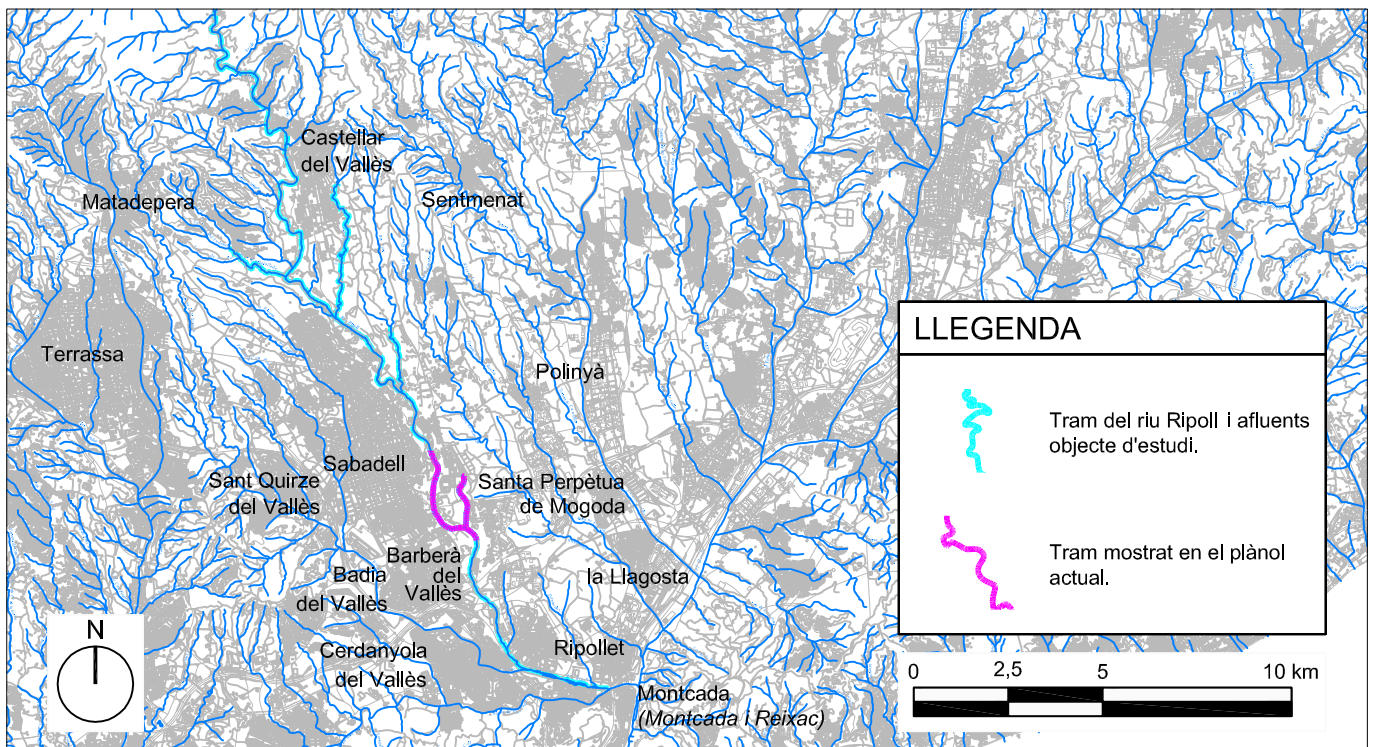 Castellar
del Vallès
Matadepera
Sentmenat
Terrassa
Polinyà
Sabadell
Sant Quirze
del Vallès
Santa Perpètua
de Mogoda
Barberà
del
Vallès
Badia
del Vallès
la Llagosta
Cerdanyola
del Vallès
Ripollet
Montcada
(Montcada i Reixac)
N
LLEGENDA
Tram del riu Ripoll i afluents
objecte d'estudi.
Tram mostrat en el plànol
actual.
0 2,5 5 10 km